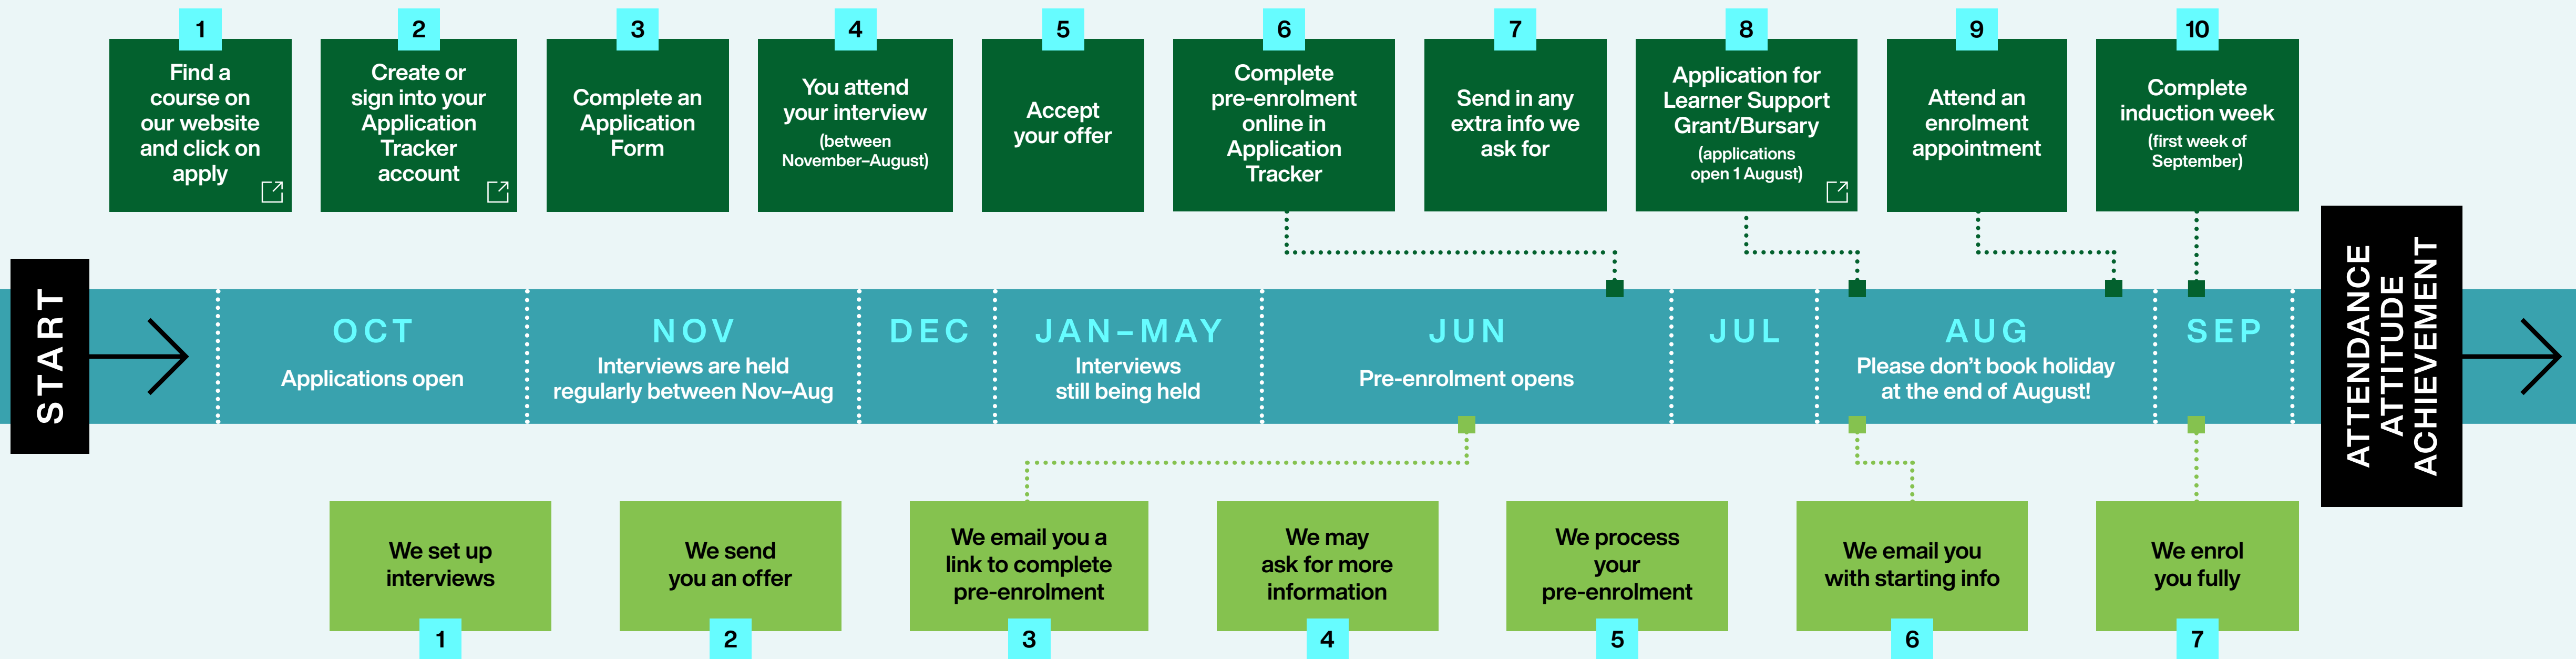 1
Find a
course on
our website
and click on
apply
2
Create or
sign into your
Application
Tracker
account
3
Complete an
Application
Form
4
You attend
your interview
(between
November–August)
5
Accept
your offer
6
Complete
pre-enrolment
online in
Application
Tracker
7
Send in any
extra info we
ask for
8
Application for
Learner Support
Grant/Bursary
(applications
open 1 August)
9
Attend an
enrolment
appointment
10
Complete
induction week
(first week of
September)
START
OCT
Applications open
NOV
Interviews are held
regularly between Nov–Aug
DEC
JAN–MAY
Interviews
still being held
JUN
Pre-enrolment opens
JUL
AUG
Please don't book holiday
at the end of August!
SEP
ATTENDANCE
ATTITUDE
ACHIEVEMENT
We set up
interviews
1
We send
you an offer
2
We email you a
link to complete
pre-enrolment
3
We may
ask for more
information
4
We process
your
pre-enrolment
5
We email you
with starting info
6
We enrol
you fully
7